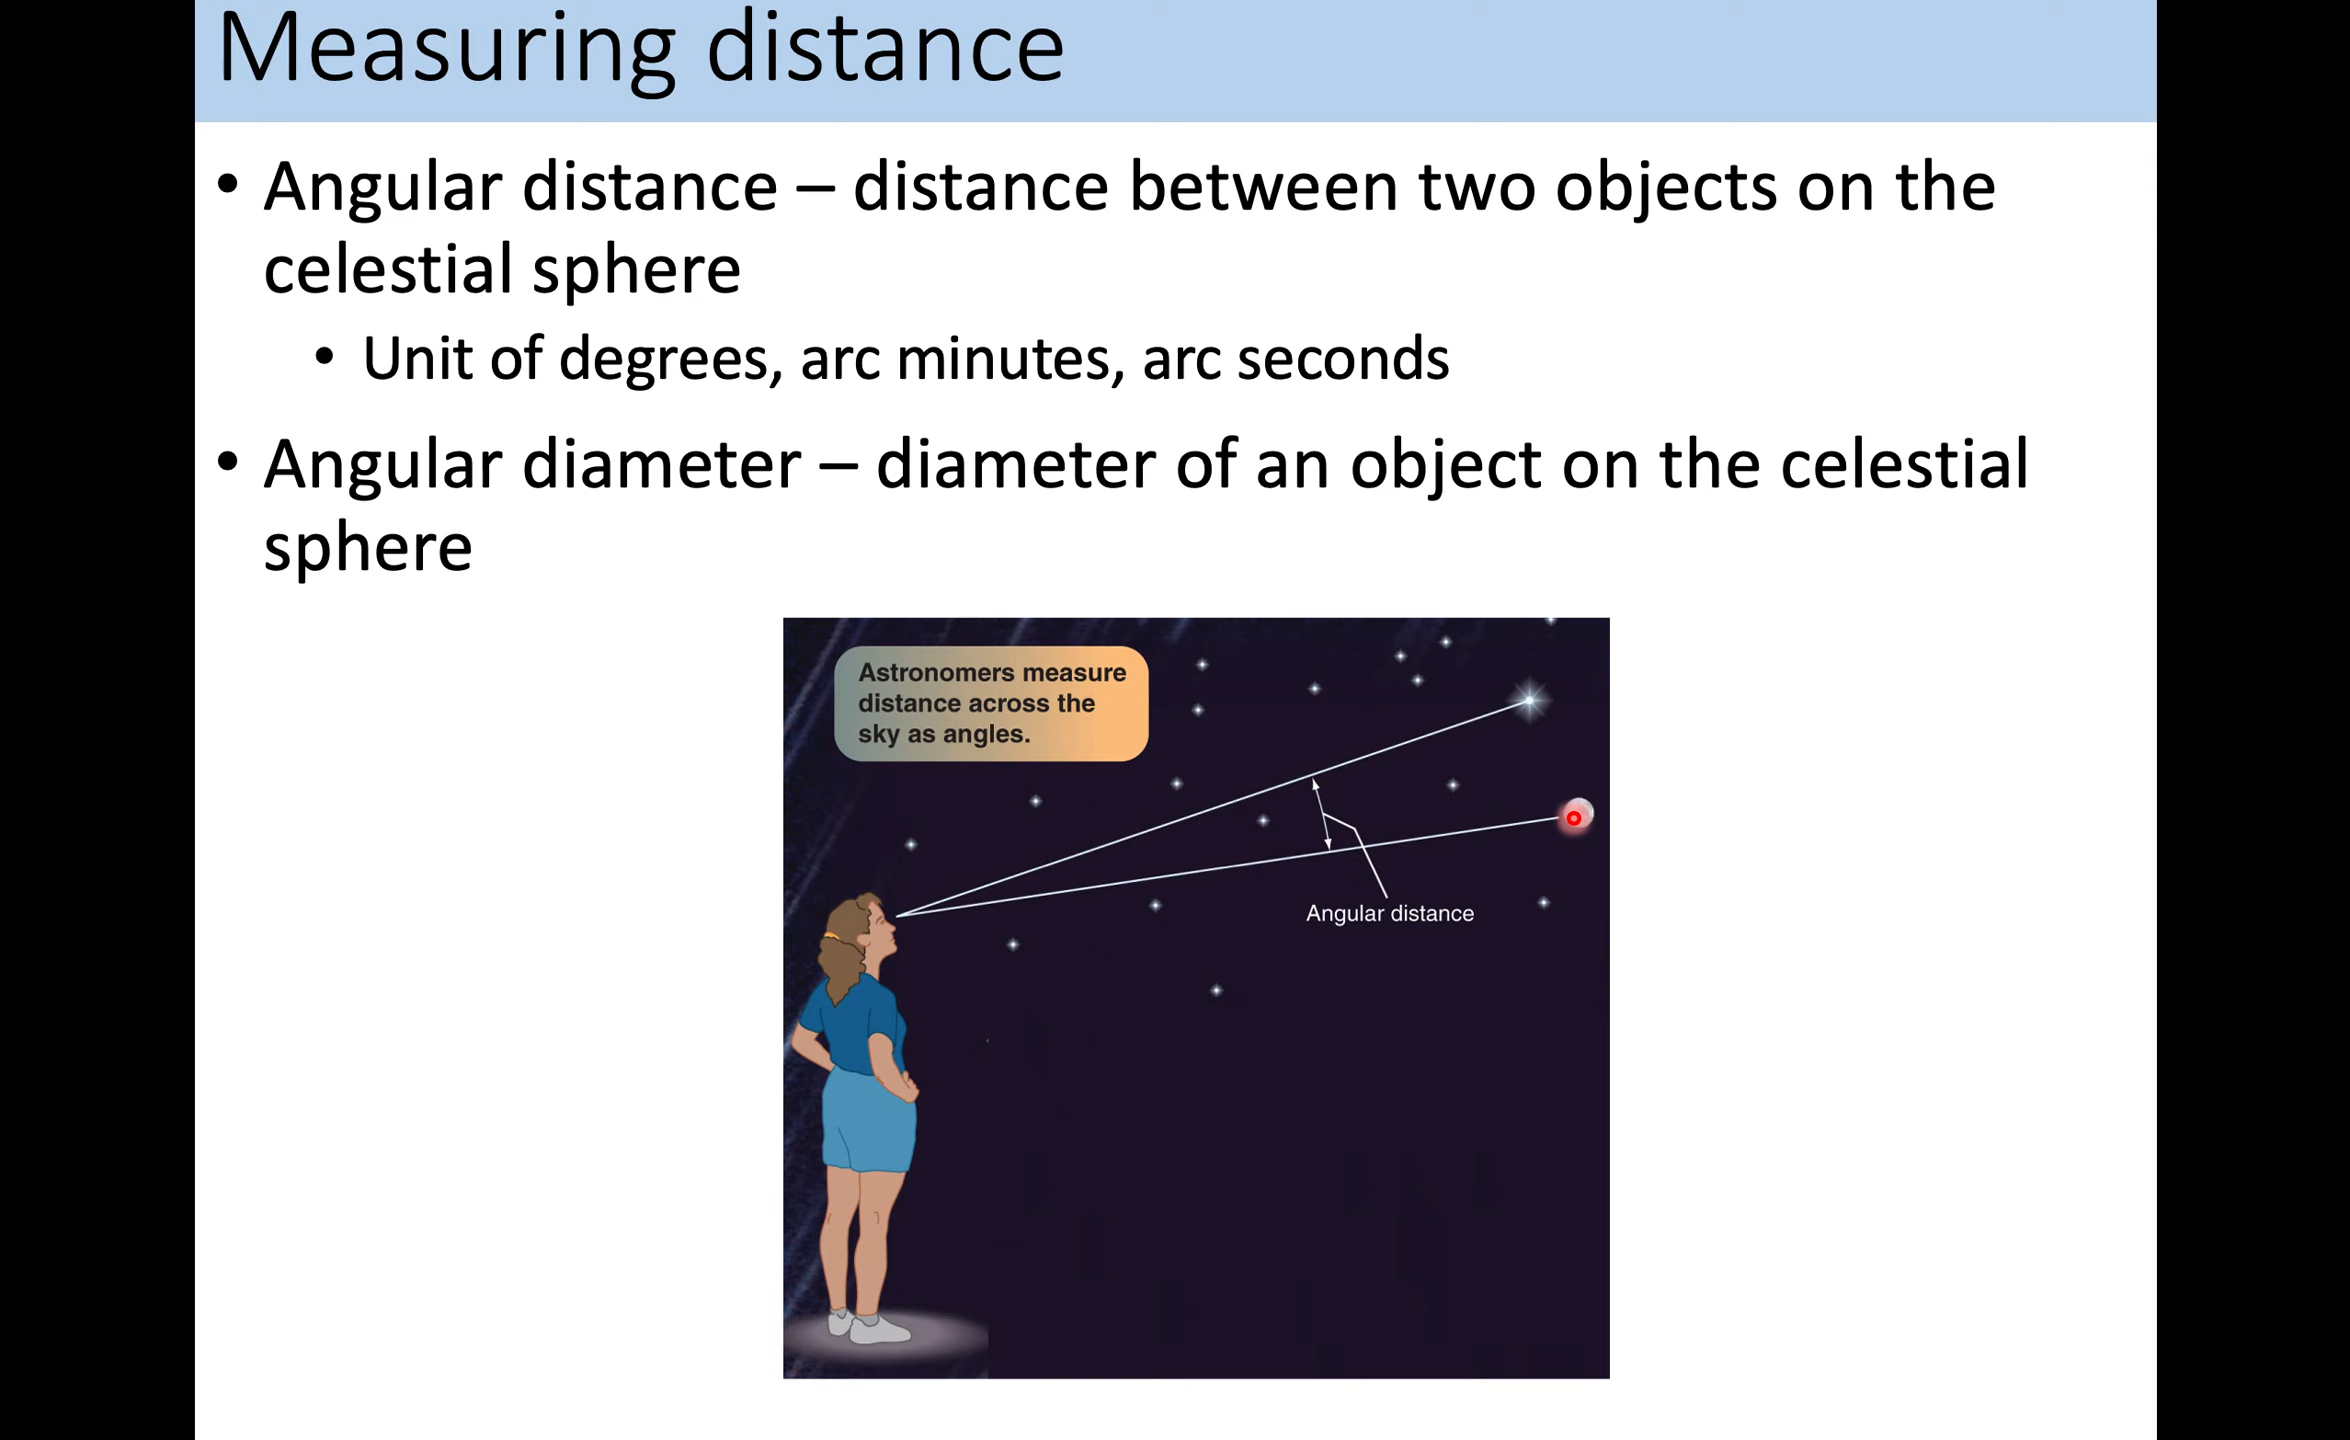 Measuring distance
• Angular distance – distance between two objects on the
celestial sphere
• Unit of degrees, arc minutes, arc seconds
• Angular diameter – diameter of an object on the celestial
sphere
Astronomers measure
distance across the
sky as angles.
Angular distance